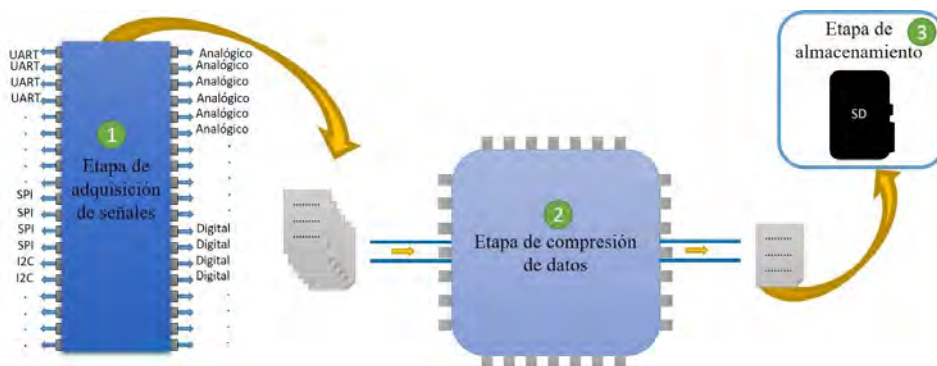 UART
UART
UART
UART
SPI
SPI
SPI
SPI
I2C
I2C
1
Etapa de
adquisición
de señales
Analógico
Analógico
Analógico
Analógico
Analógico
Analógico
Digital
Digital
Digital
Digital
2
Etapa de compresión
de datos
Etapa de
almacenamiento
3
SD